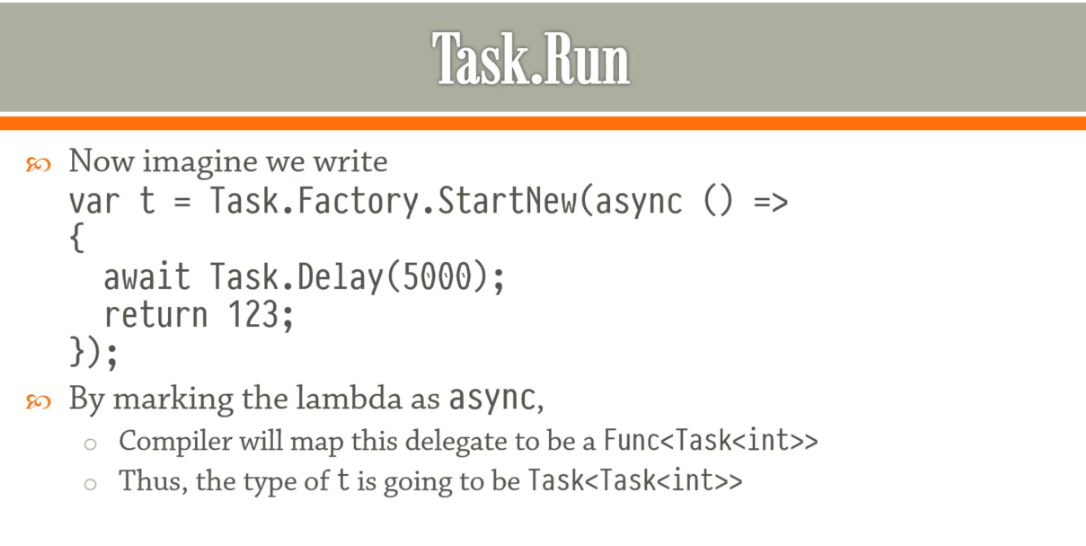 Task.Run
Now imagine we write
var t = Task.Factory.StartNew(async () =>
{
  await Task.Delay(5000);
  return 123;
});
By marking the lambda as async,
Compiler will map this delegate to be a Func<Task<int>>
Thus, the type of t is going to be Task<Task<int>>